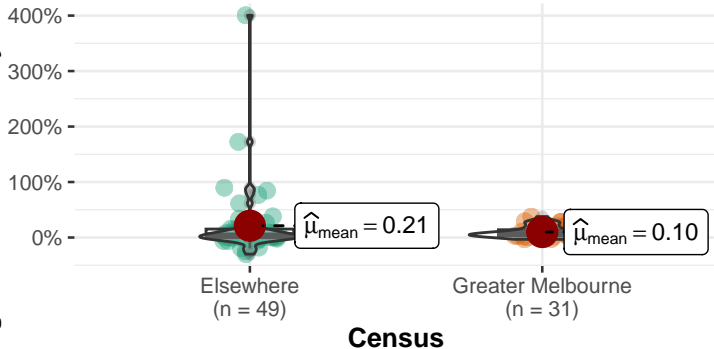 400%
300%
200%
100%
0%
μ̂mean = 0.21
μ̂mean = 0.10
Elsewhere
(n = 49)
Greater Melbourne
(n = 31)
Census